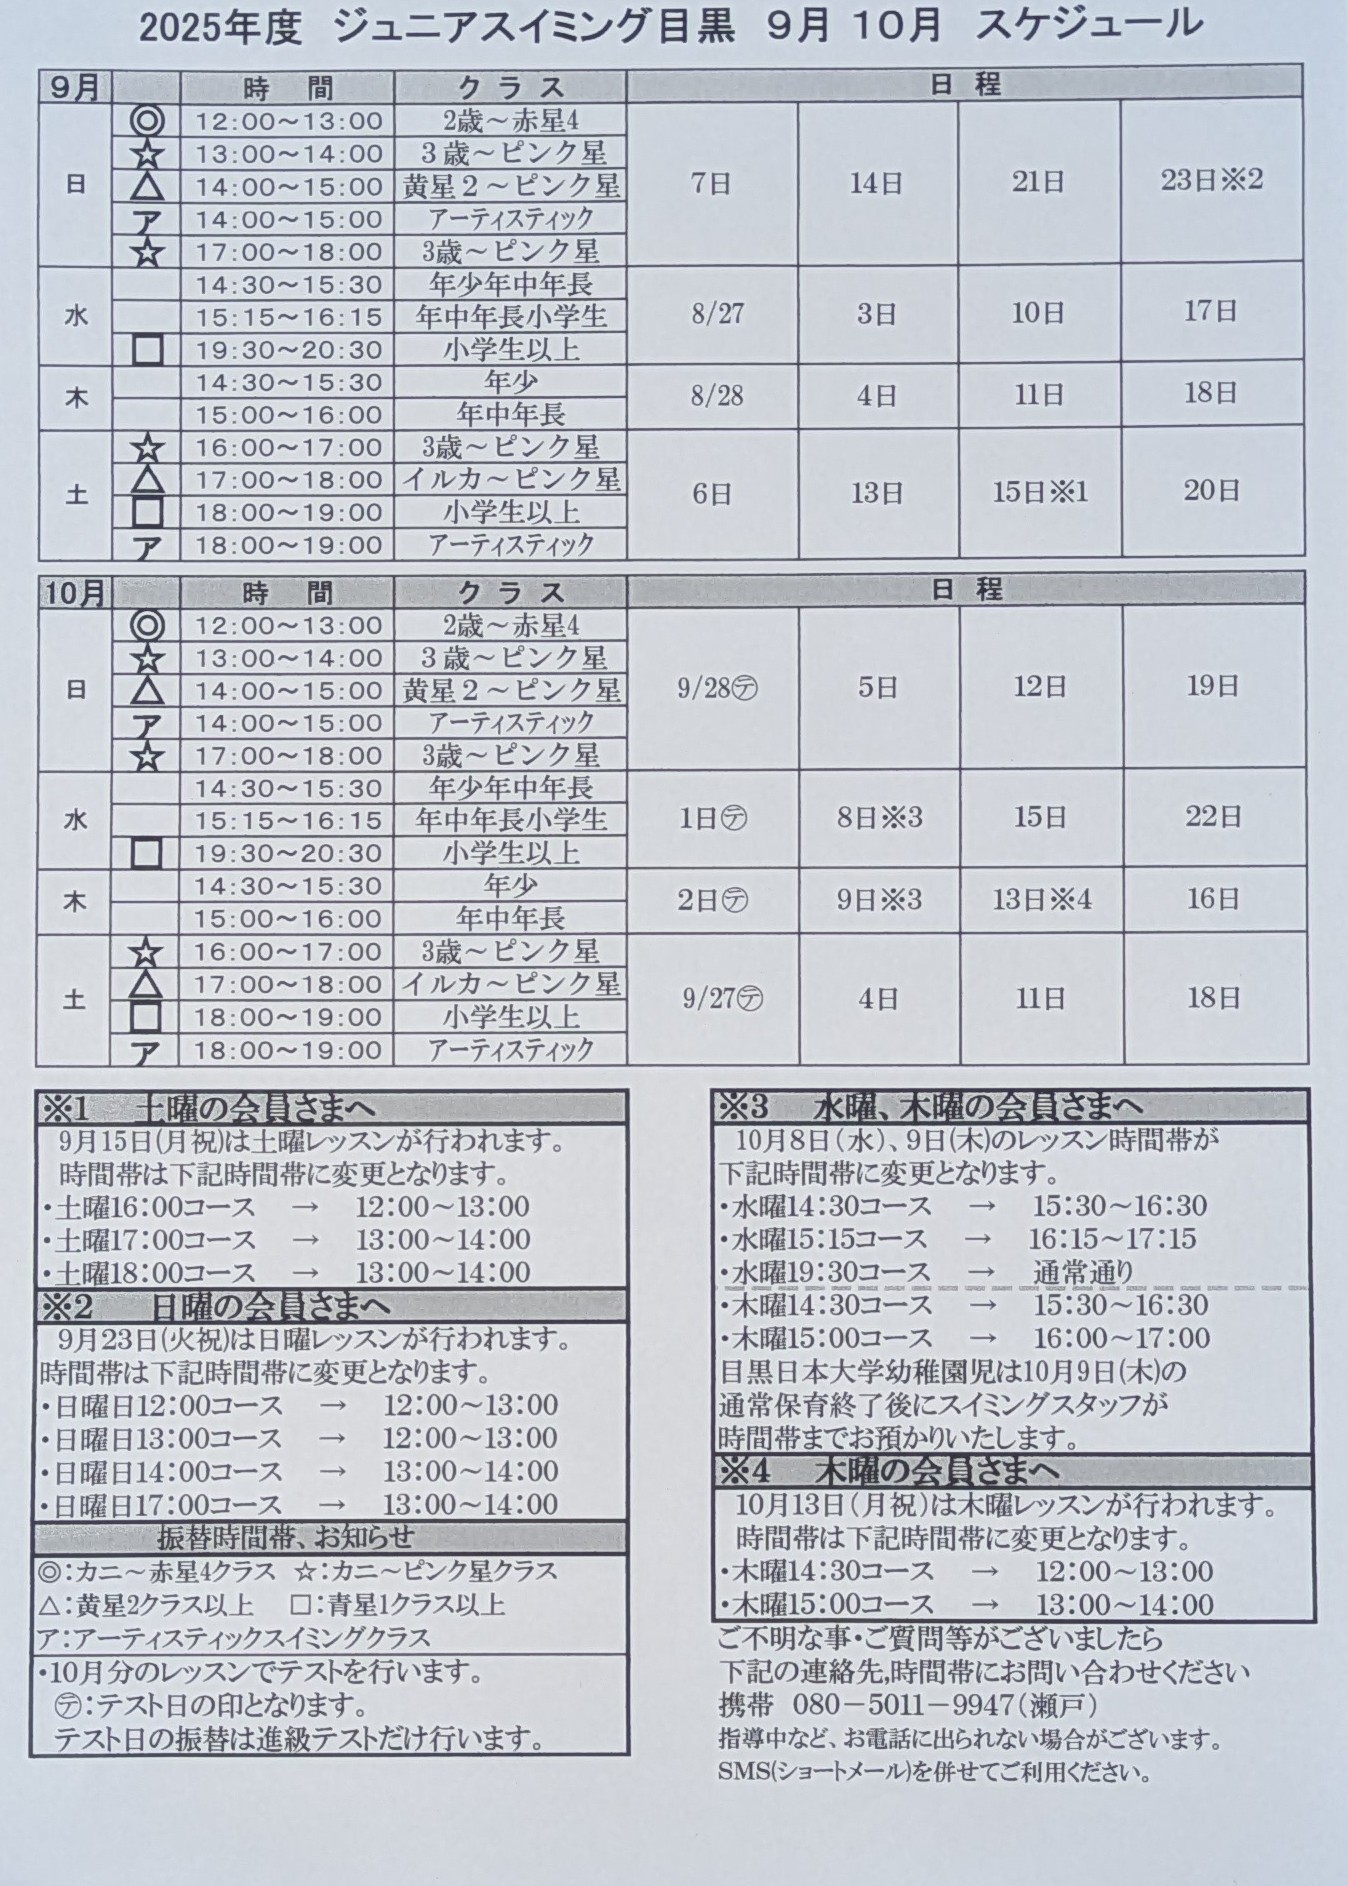 2025年度　ジュニアスイミング目黒　９月 １０月　スケジュール
９月　時　間　クラス　日　程
日　◎　12:00～13:00　2歳～赤星4　7日　14日　21日　23日※2
☆　13:00～14:00　３歳～ピンク星
△　14:00～15:00　黄星２～ピンク星
ア　14:00～15:00　アーティスティック
☆　17:00～18:00　3歳～ピンク星
水　14:30～15:30　年少年中年長　8/27　3日　10日　17日
15:15～16:15　年中年長小学生
□　19:30～20:30　小学生以上
木　14:30～15:30　年少　8/28　4日　11日　18日
15:00～16:00　年中年長
土　☆　16:00～17:00　3歳～ピンク星　6日　13日　15日※1　20日
△　17:00～18:00　イルカ～ピンク星
□　18:00～19:00　小学生以上
ア　18:00～19:00　アーティスティック
10月　時　間　クラス　日　程
日　◎　12:00～13:00　2歳～赤星4　9/28㋢　5日　12日　19日
☆　13:00～14:00　３歳～ピンク星
△　14:00～15:00　黄星２～ピンク星
ア　14:00～15:00　アーティスティック
☆　17:00～18:00　3歳～ピンク星
水　14:30～15:30　年少年中年長　1日㋢　8日※3　15日　22日
15:15～16:15　年中年長小学生
□　19:30～20:30　小学生以上
木　14:30～15:30　年少　2日㋢　9日※3　13日※4　16日
15:00～16:00　年中年長
土　☆　16:00～17:00　3歳～ピンク星　9/27㋢　4日　11日　18日
△　17:00～18:00　イルカ～ピンク星
□　18:00～19:00　小学生以上
ア　18:00～19:00　アーティスティック
※1　土曜の会員さまへ
9月15日(月祝)は土曜レッスンが行われます。
時間帯は下記時間帯に変更となります。
・土曜16：00コース　→　12：00～13：00
・土曜17：00コース　→　13：00～14：00
・土曜18：00コース　→　13：00～14：00
※2　日曜の会員さまへ
9月23日(火祝)は日曜レッスンが行われます。
時間帯は下記時間帯に変更となります。
・日曜日12：00コース　→　12：00～13：00
・日曜日13：00コース　→　12：00～13：00
・日曜日14：00コース　→　13：00～14：00
・日曜日17：00コース　→　13：00～14：00
振替時間帯、お知らせ
◎：カニ～赤星4クラス　☆：カニ～ピンク星クラス
△：黄星2クラス以上　□：青星1クラス以上
ア：アーティスティックスイミングクラス
・10月分のレッスンでテストを行います。
㋢：テスト日の印となります。
テスト日の振替は進級テストだけ行います。
※3　水曜、木曜の会員さまへ
10月8日（水）、9日(木)のレッスン時間帯が
下記時間帯に変更となります。
・水曜14：30コース　→　15：30～16：30
・水曜15：15コース　→　16：15～17：15
・水曜19：30コース　→　通常通り
・木曜14：30コース　→　15：30～16：30
・木曜15：00コース　→　16：00～17：00
目黒日本大学幼稚園児は10月9日(木)の
通常保育終了後にスイミングスタッフが
時間帯までお預かりいたします。
※4　木曜の会員さまへ
10月13日（月祝）は木曜レッスンが行われます。
時間帯は下記時間帯に変更となります。
・木曜14：30コース　→　12：00～13：00
・木曜15：00コース　→　13：00～14：00
ご不明な事・ご質問等がございましたら
下記の連絡先,時間帯にお問い合わせください
携帯　080－5011－9947（瀬戸）
指導中など、お電話に出られない場合がございます。
SMS(ショートメール)を併せてご利用ください。